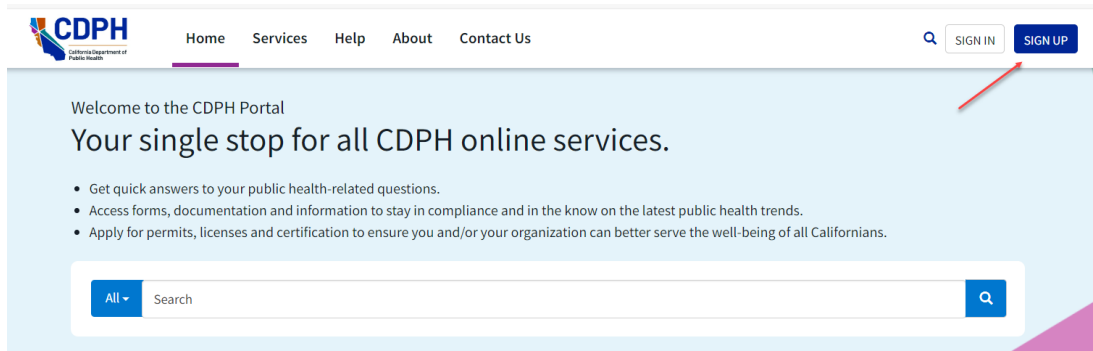 CDPH
California Department of
Public Health
Home Services Help About Contact Us SIGN IN SIGN UP
Welcome to the CDPH Portal
Your single stop for all CDPH online services.
• Get quick answers to your public health-related questions.
• Access forms, documentation and information to stay in compliance and in the know on the latest public health trends.
• Apply for permits, licenses and certification to ensure you and/or your organization can better serve the well-being of all Californians.
All Search